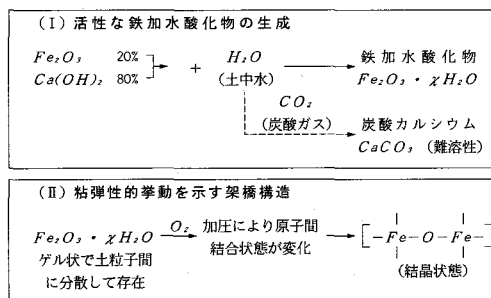 (Ⅰ) 活性な鉄加水酸化物の生成
Fe₂O₃ 20%
Ca(OH)₂ 80%
+ H₂O
(土中水)
鉄加水酸化物
Fe₂O₃・χH₂O
CO₂
(炭酸ガス)
炭酸カルシウム
CaCO₃ (難溶性)
(Ⅱ) 粘弾性的挙動を示す架橋構造
Fe₂O₃・χH₂O
ゲル状で土粒子間
に分散して存在
O₂
加圧により原子間
結合状態が変化
[-Fe-O-Fe-]
(結晶状態)